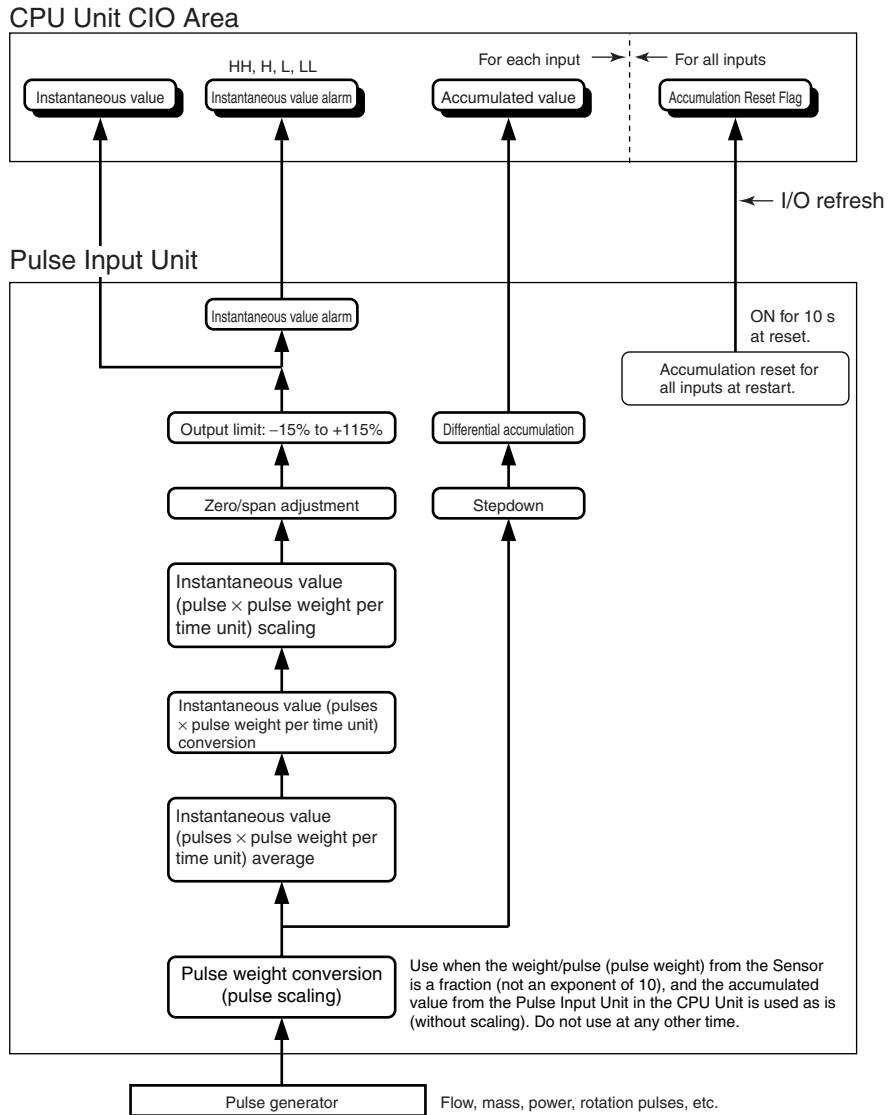 CPU Unit CIO Area
HH, H, L, LL
For each input
For all inputs
Instantaneous value
Instantaneous value alarm
Accumulated value
Accumulation Reset Flag
I/O refresh
Pulse Input Unit
Instantaneous value alarm
ON for 10 s
at reset.
Accumulation reset for
all inputs at restart.
Output limit: −15% to +115%
Differential accumulation
Zero/span adjustment
Stepdown
Instantaneous value
(pulse × pulse weight per
time unit) scaling
Instantaneous value (pulses
× pulse weight per time unit)
conversion
Instantaneous value
(pulses × pulse weight per
time unit) average
Pulse weight conversion
(pulse scaling)
Use when the weight/pulse (pulse weight) from the Sensor
is a fraction (not an exponent of 10), and the accumulated
value from the Pulse Input Unit in the CPU Unit is used as is
(without scaling). Do not use at any other time.
Pulse generator
Flow, mass, power, rotation pulses, etc.